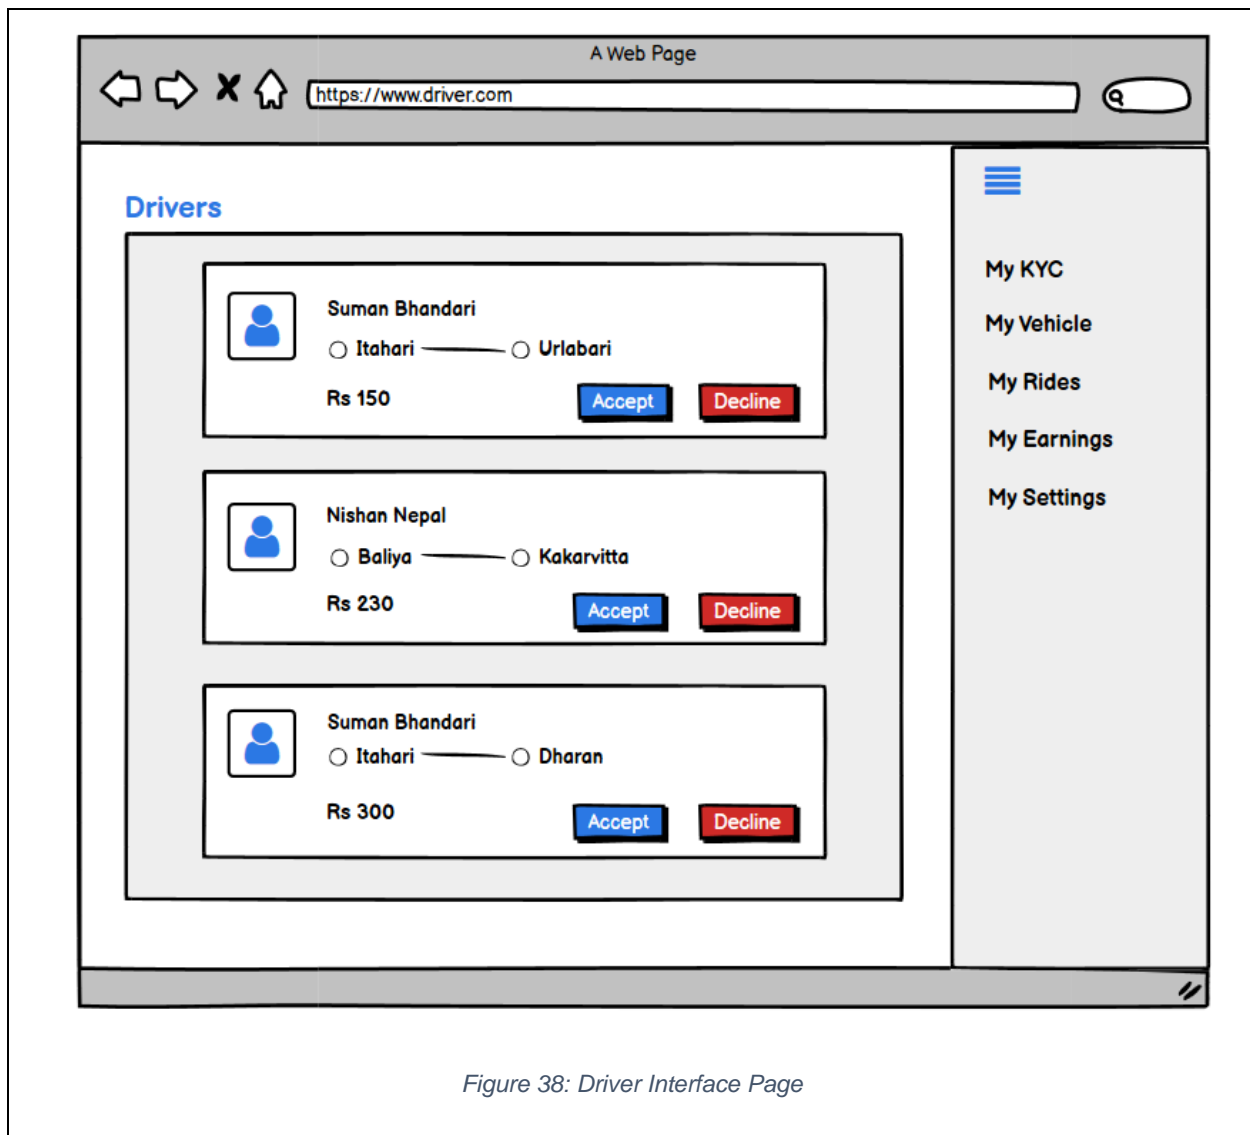 A Web Page
https://www.driver.com
Drivers
Suman Bhandari
Itahari Urlabari
Rs 150 Accept Decline
Nishan Nepal
Baliya Kakarvitta
Rs 230 Accept Decline
Suman Bhandari
Itahari Dharan
Rs 300 Accept Decline
My KYC
My Vehicle
My Rides
My Earnings
My Settings
Figure 38: Driver Interface Page